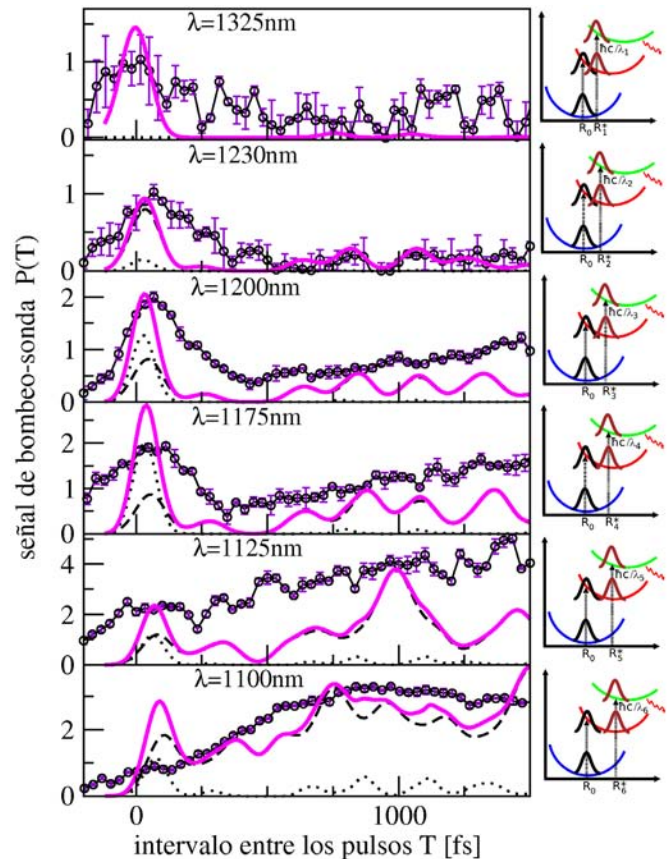 λ=1325nm
1
0
ħc/λ₁
R₀ R₁*
λ=1230nm
1
0
ħc/λ₂
R₀ R₂*
λ=1200nm
2
1
0
ħc/λ₃
R₀ R₃*
λ=1175nm
2
1
0
ħc/λ₄
R₀ R₄*
λ=1125nm
4
2
0
ħc/λ₅
R₀ R₅*
λ=1100nm
2
0
ħc/λ₆
R₀ R₆*
0 1000
intervalo entre los pulsos T [fs]
señal de bombeo-sonda P(T)